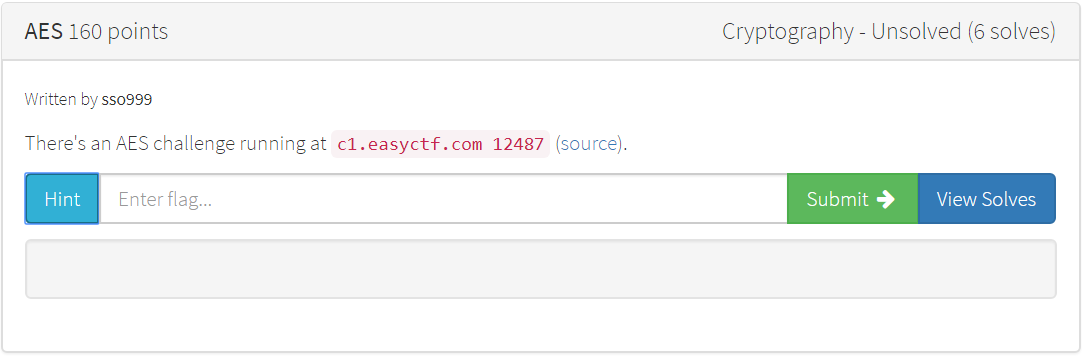 AES 160 points Cryptography - Unsolved (6 solves)
Written by sso999
There's an AES challenge running at c1.easyctf.com 12487 (source).
Hint Enter flag... Submit View Solves